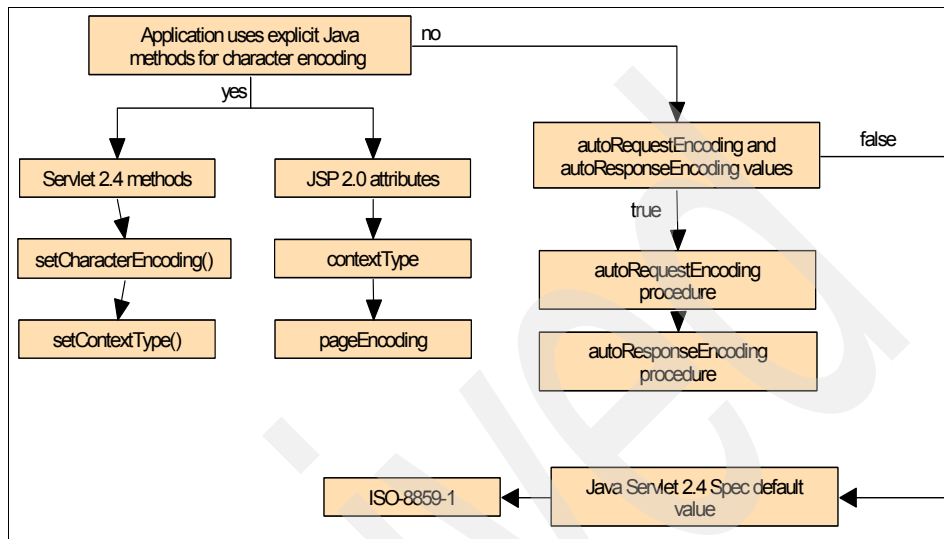 Application uses explicit Java
methods for character encoding
no
yes
autoRequestEncoding and
autoResponseEncoding values
false
Servlet 2.4 methods
JSP 2.0 attributes
true
setCharacterEncoding()
contextType
autoRequestEncoding
procedure
setContextType()
pageEncoding
autoResponseEncoding
procedure
ISO-8859-1
Java Servlet 2.4 Spec default
value